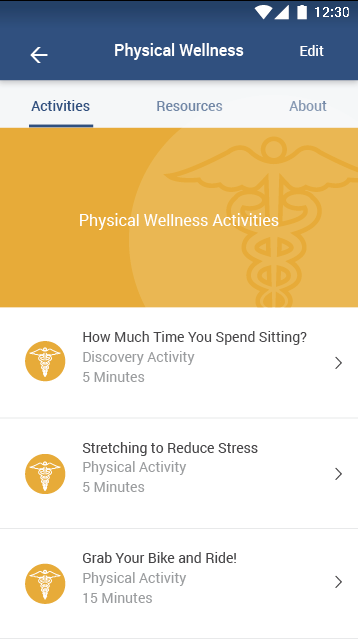 12:30
Physical Wellness
Edit
Activities
Resources
About
Physical Wellness Activities
How Much Time You Spend Sitting?
Discovery Activity
5 Minutes
Stretching to Reduce Stress
Physical Activity
5 Minutes
Grab Your Bike and Ride!
Physical Activity
15 Minutes